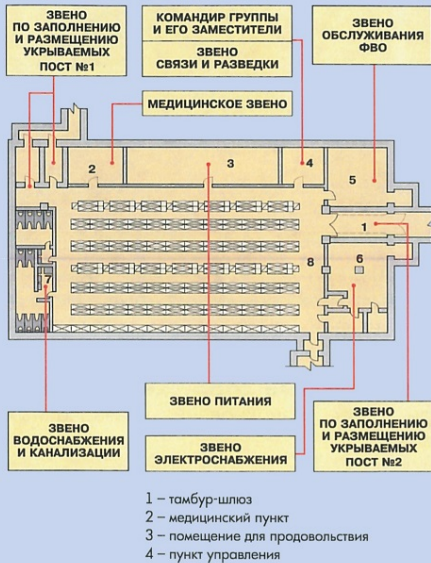 ЗВЕНО
ПО ЗАПОЛНЕНИЮ
И РАЗМЕЩЕНИЮ
УКРЫВАЕМЫХ
ПОСТ №1
КОМАНДИР ГРУППЫ
И ЕГО ЗАМЕСТИТЕЛИ
ЗВЕНО
СВЯЗИ И РАЗВЕДКИ
ЗВЕНО
ОБСЛУЖИВАНИЯ
ФВО
МЕДИЦИНСКОЕ ЗВЕНО
2
3
4
5
1
6
7
8
ЗВЕНО ПИТАНИЯ
ЗВЕНО
ВОДОСНАБЖЕНИЯ
И КАНАЛИЗАЦИИ
ЗВЕНО
ЭЛЕКТРОСНАБЖЕНИЯ
ЗВЕНО
ПО ЗАПОЛНЕНИЮ
И РАЗМЕЩЕНИЮ
УКРЫВАЕМЫХ
ПОСТ №2
1 – тамбур-шлюз
2 – медицинский пункт
3 – помещение для продовольствия
4 – пункт управления